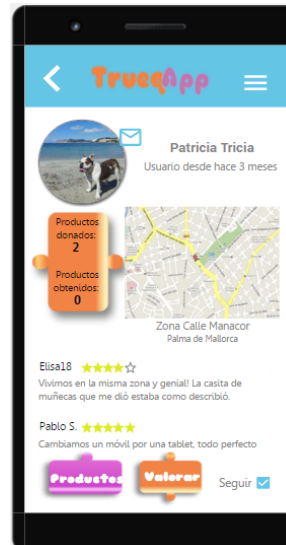 TrueqApp
Patricia Tricia
Usuario desde hace 3 meses
Productos
donados:
2
Productos
obtenidos:
0
Zona Calle Manacor
Palma de Mallorca
Elisa18
Vivimos en la misma zona y genial! La casita de
muñecas que me dió estaba como describió.
Pablo S.
Cambiamos un móvil por una tablet, todo perfecto
Productos
Valorar
Seguir